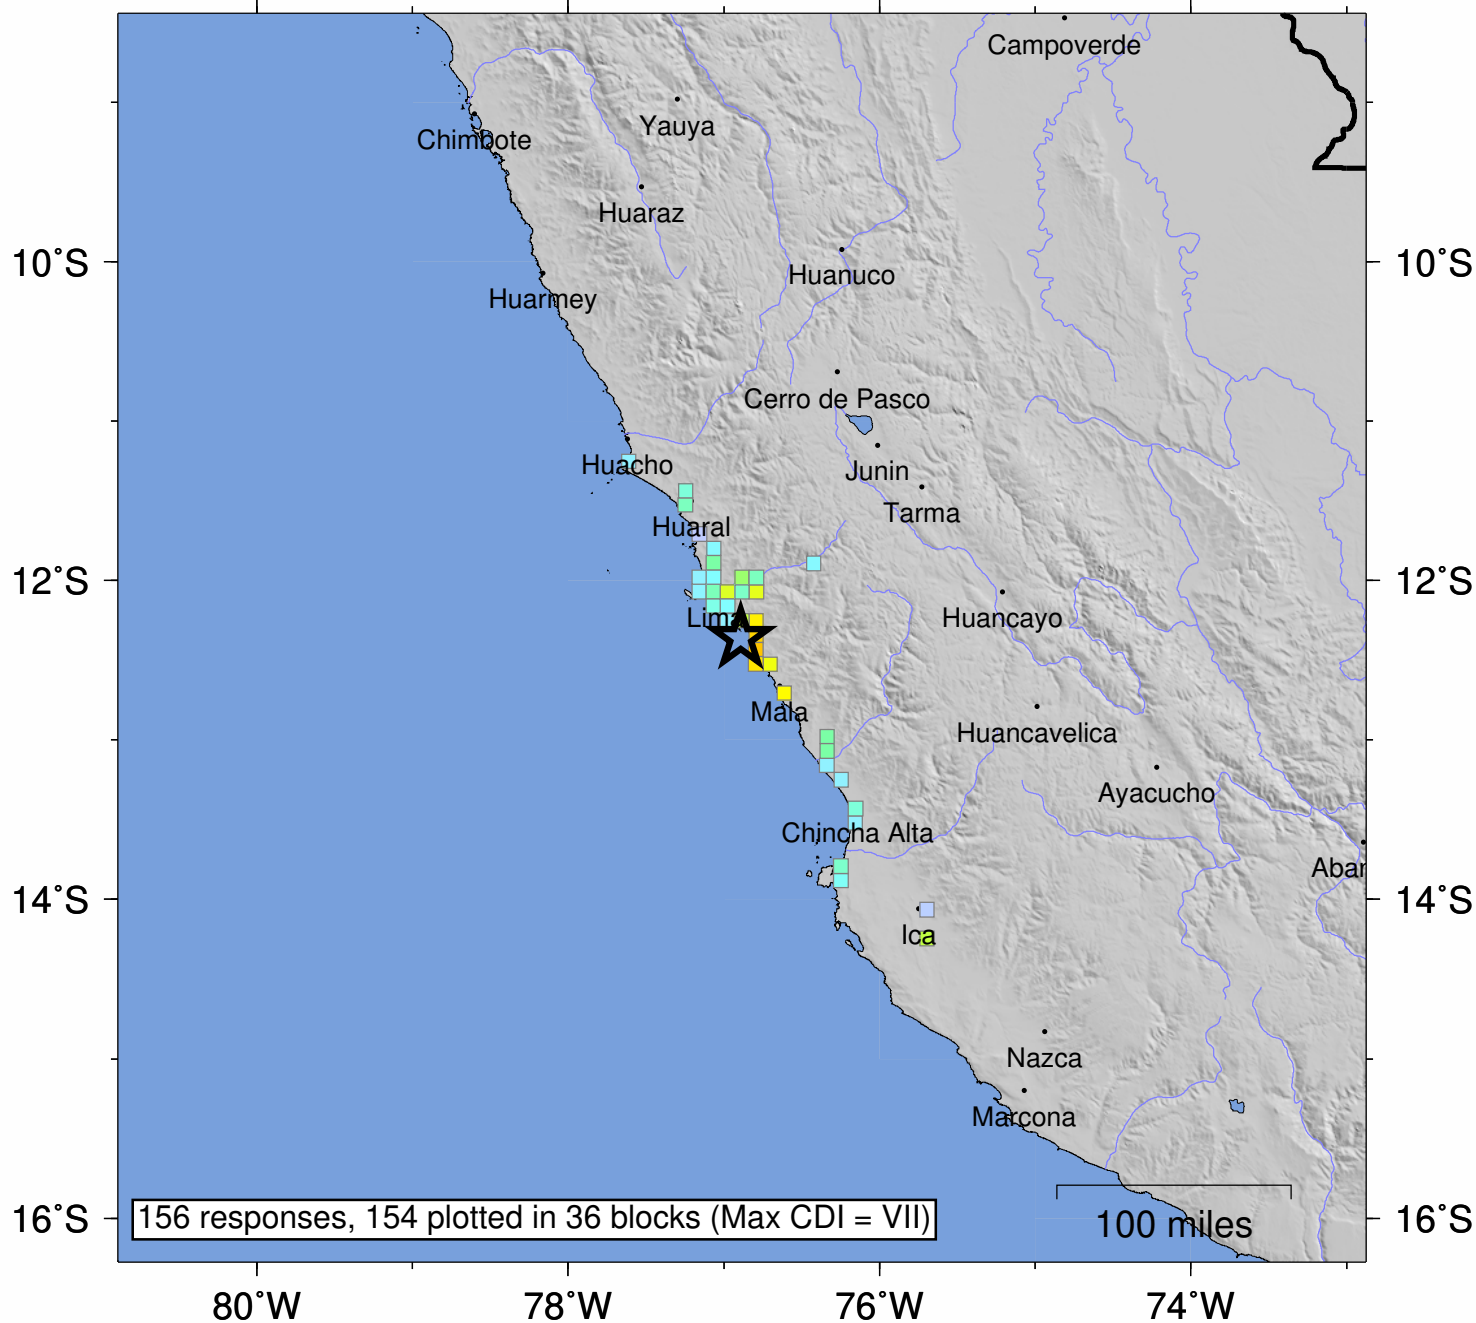 Campoverde
Yauya
Chimbote
Huaraz
10°S
10°S
Huanuco
Huarmey
Cerro de Pasco
Huacho
Junin
Tarma
Huaral
12°S
12°S
Lima
Huancayo
Mala
Huancavelica
Ayacucho
Chincha Alta
Aban
14°S
14°S
Ica
Nazca
Marcona
156 responses, 154 plotted in 36 blocks (Max CDI = VII)
100 miles
16°S
16°S
80°W
78°W
76°W
74°W